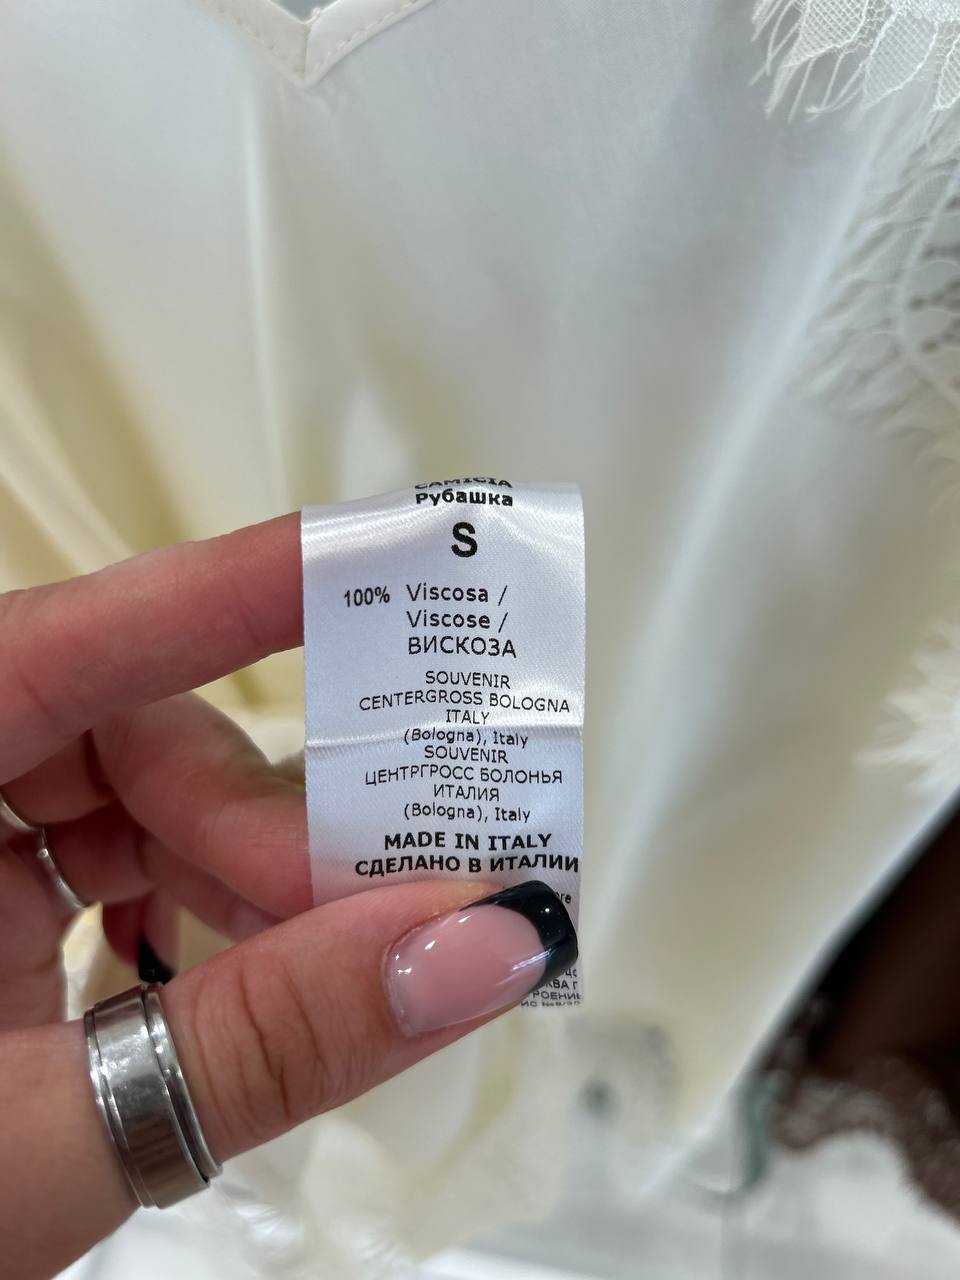 CAMICIA
Рубашка
S
100% Viscosa /
Viscose /
ВИСКОЗА
SOUVENIR
CENTERGROSS BOLOGNA
ITALY
(Bologna), Italy
SOUVENIR
ЦЕНТРГРОСС БОЛОНЬЯ
ИТАЛИЯ
(Bologna), Italy
MADE IN ITALY
СДЕЛАНО В ИТАЛИИ